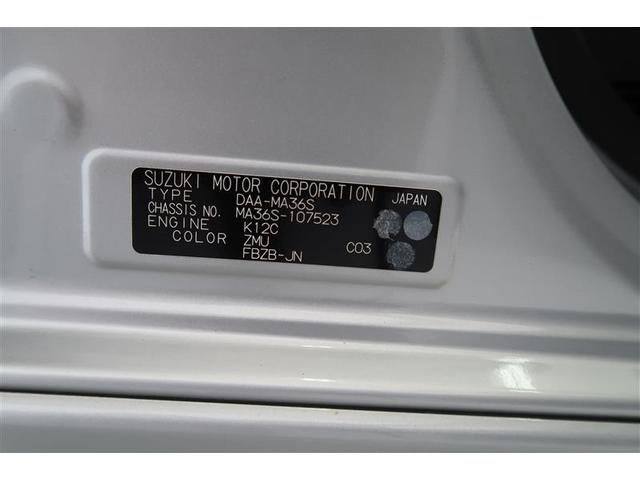 SUZUKI MOTOR CORPORATION JAPAN
TYPE DAA-MA36S
CHASSIS NO. MA36S-107523
ENGINE K12C
COLOR ZMU C03
FBZB-JN